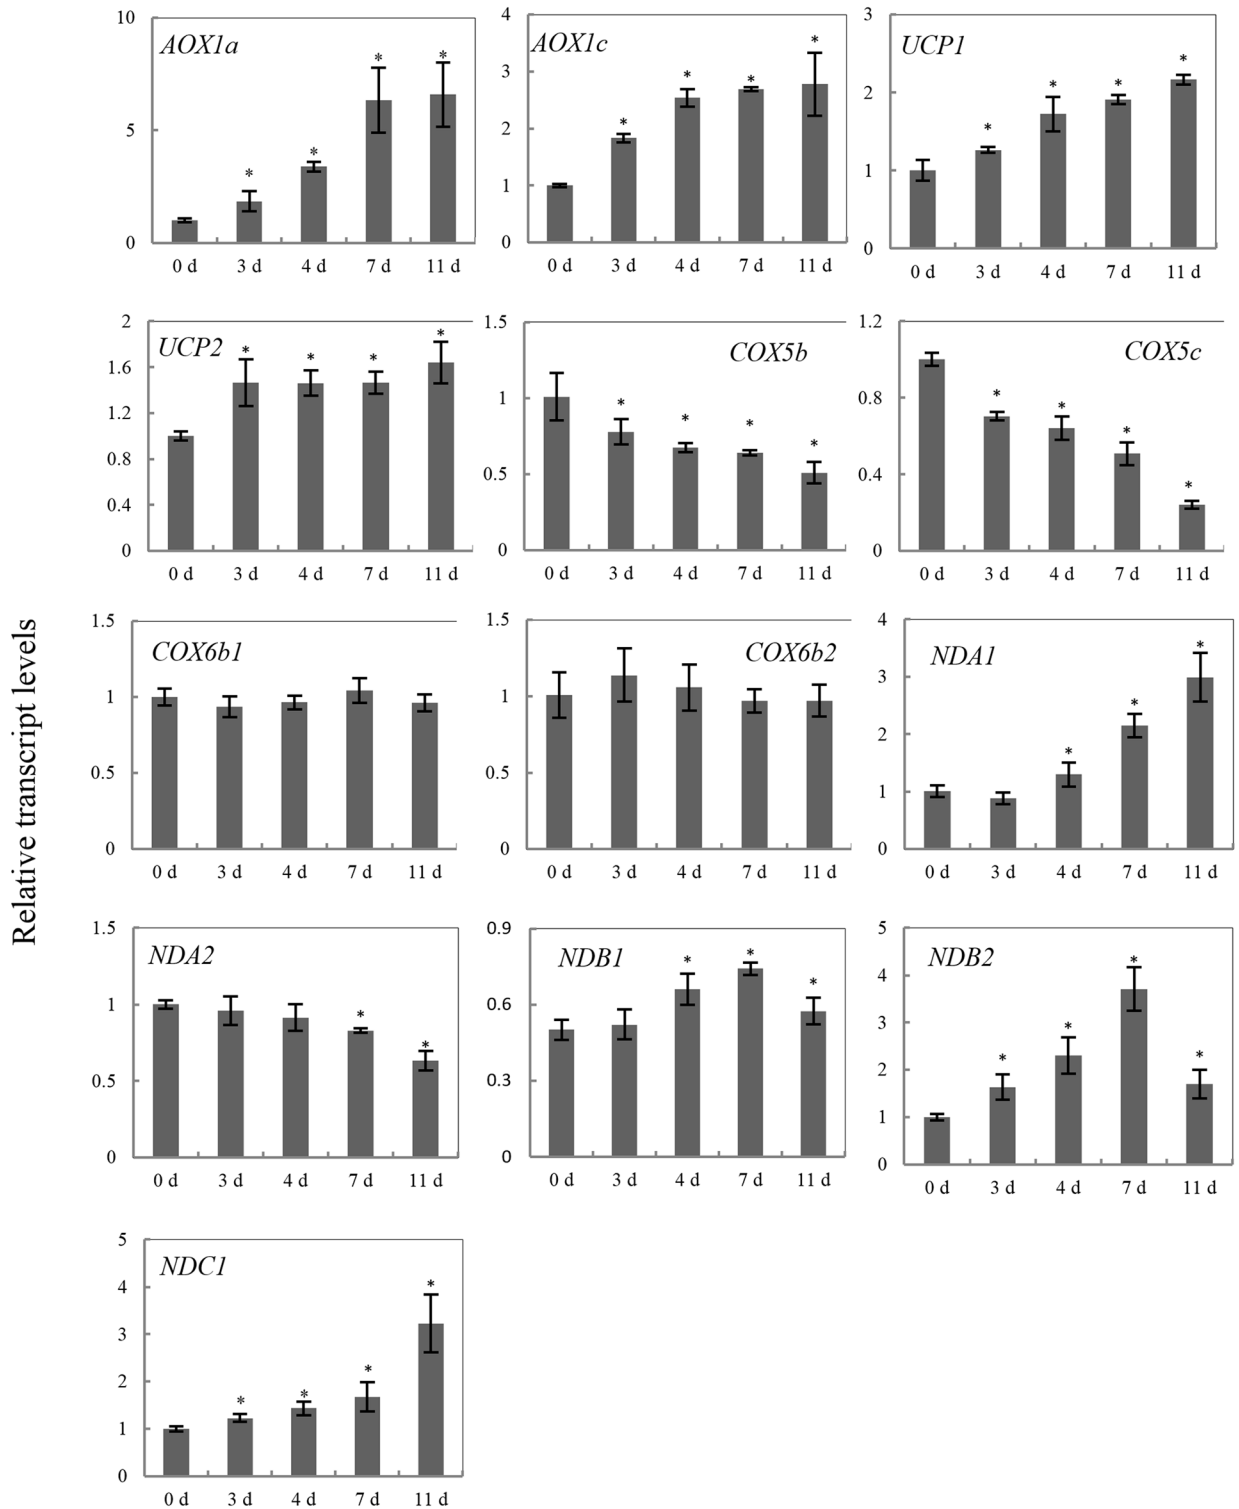 Relative transcript levels
AOX1a
10
5
0
0 d 3 d 4 d 7 d 11 d
AOX1c
4
3
2
1
0
0 d 3 d 4 d 7 d 11 d
UCP1
3
2
1
0
0 d 3 d 4 d 7 d 11 d
UCP2
2
1.6
1.2
0.8
0.4
0
0 d 3 d 4 d 7 d 11 d
COX5b
1.5
1
0.5
0
0 d 3 d 4 d 7 d 11 d
COX5c
1.2
0.8
0.4
0
0 d 3 d 4 d 7 d 11 d
COX6b1
1.5
1
0.5
0
0 d 3 d 4 d 7 d 11 d
COX6b2
1.5
1
0.5
0
0 d 3 d 4 d 7 d 11 d
NDA1
4
3
2
1
0
0 d 3 d 4 d 7 d 11 d
NDA2
1.5
1
0.5
0
0 d 3 d 4 d 7 d 11 d
NDB1
0.9
0.6
0.3
0
0 d 3 d 4 d 7 d 11 d
NDB2
5
4
3
2
1
0
0 d 3 d 4 d 7 d 11 d
NDC1
5
4
3
2
1
0
0 d 3 d 4 d 7 d 11 d